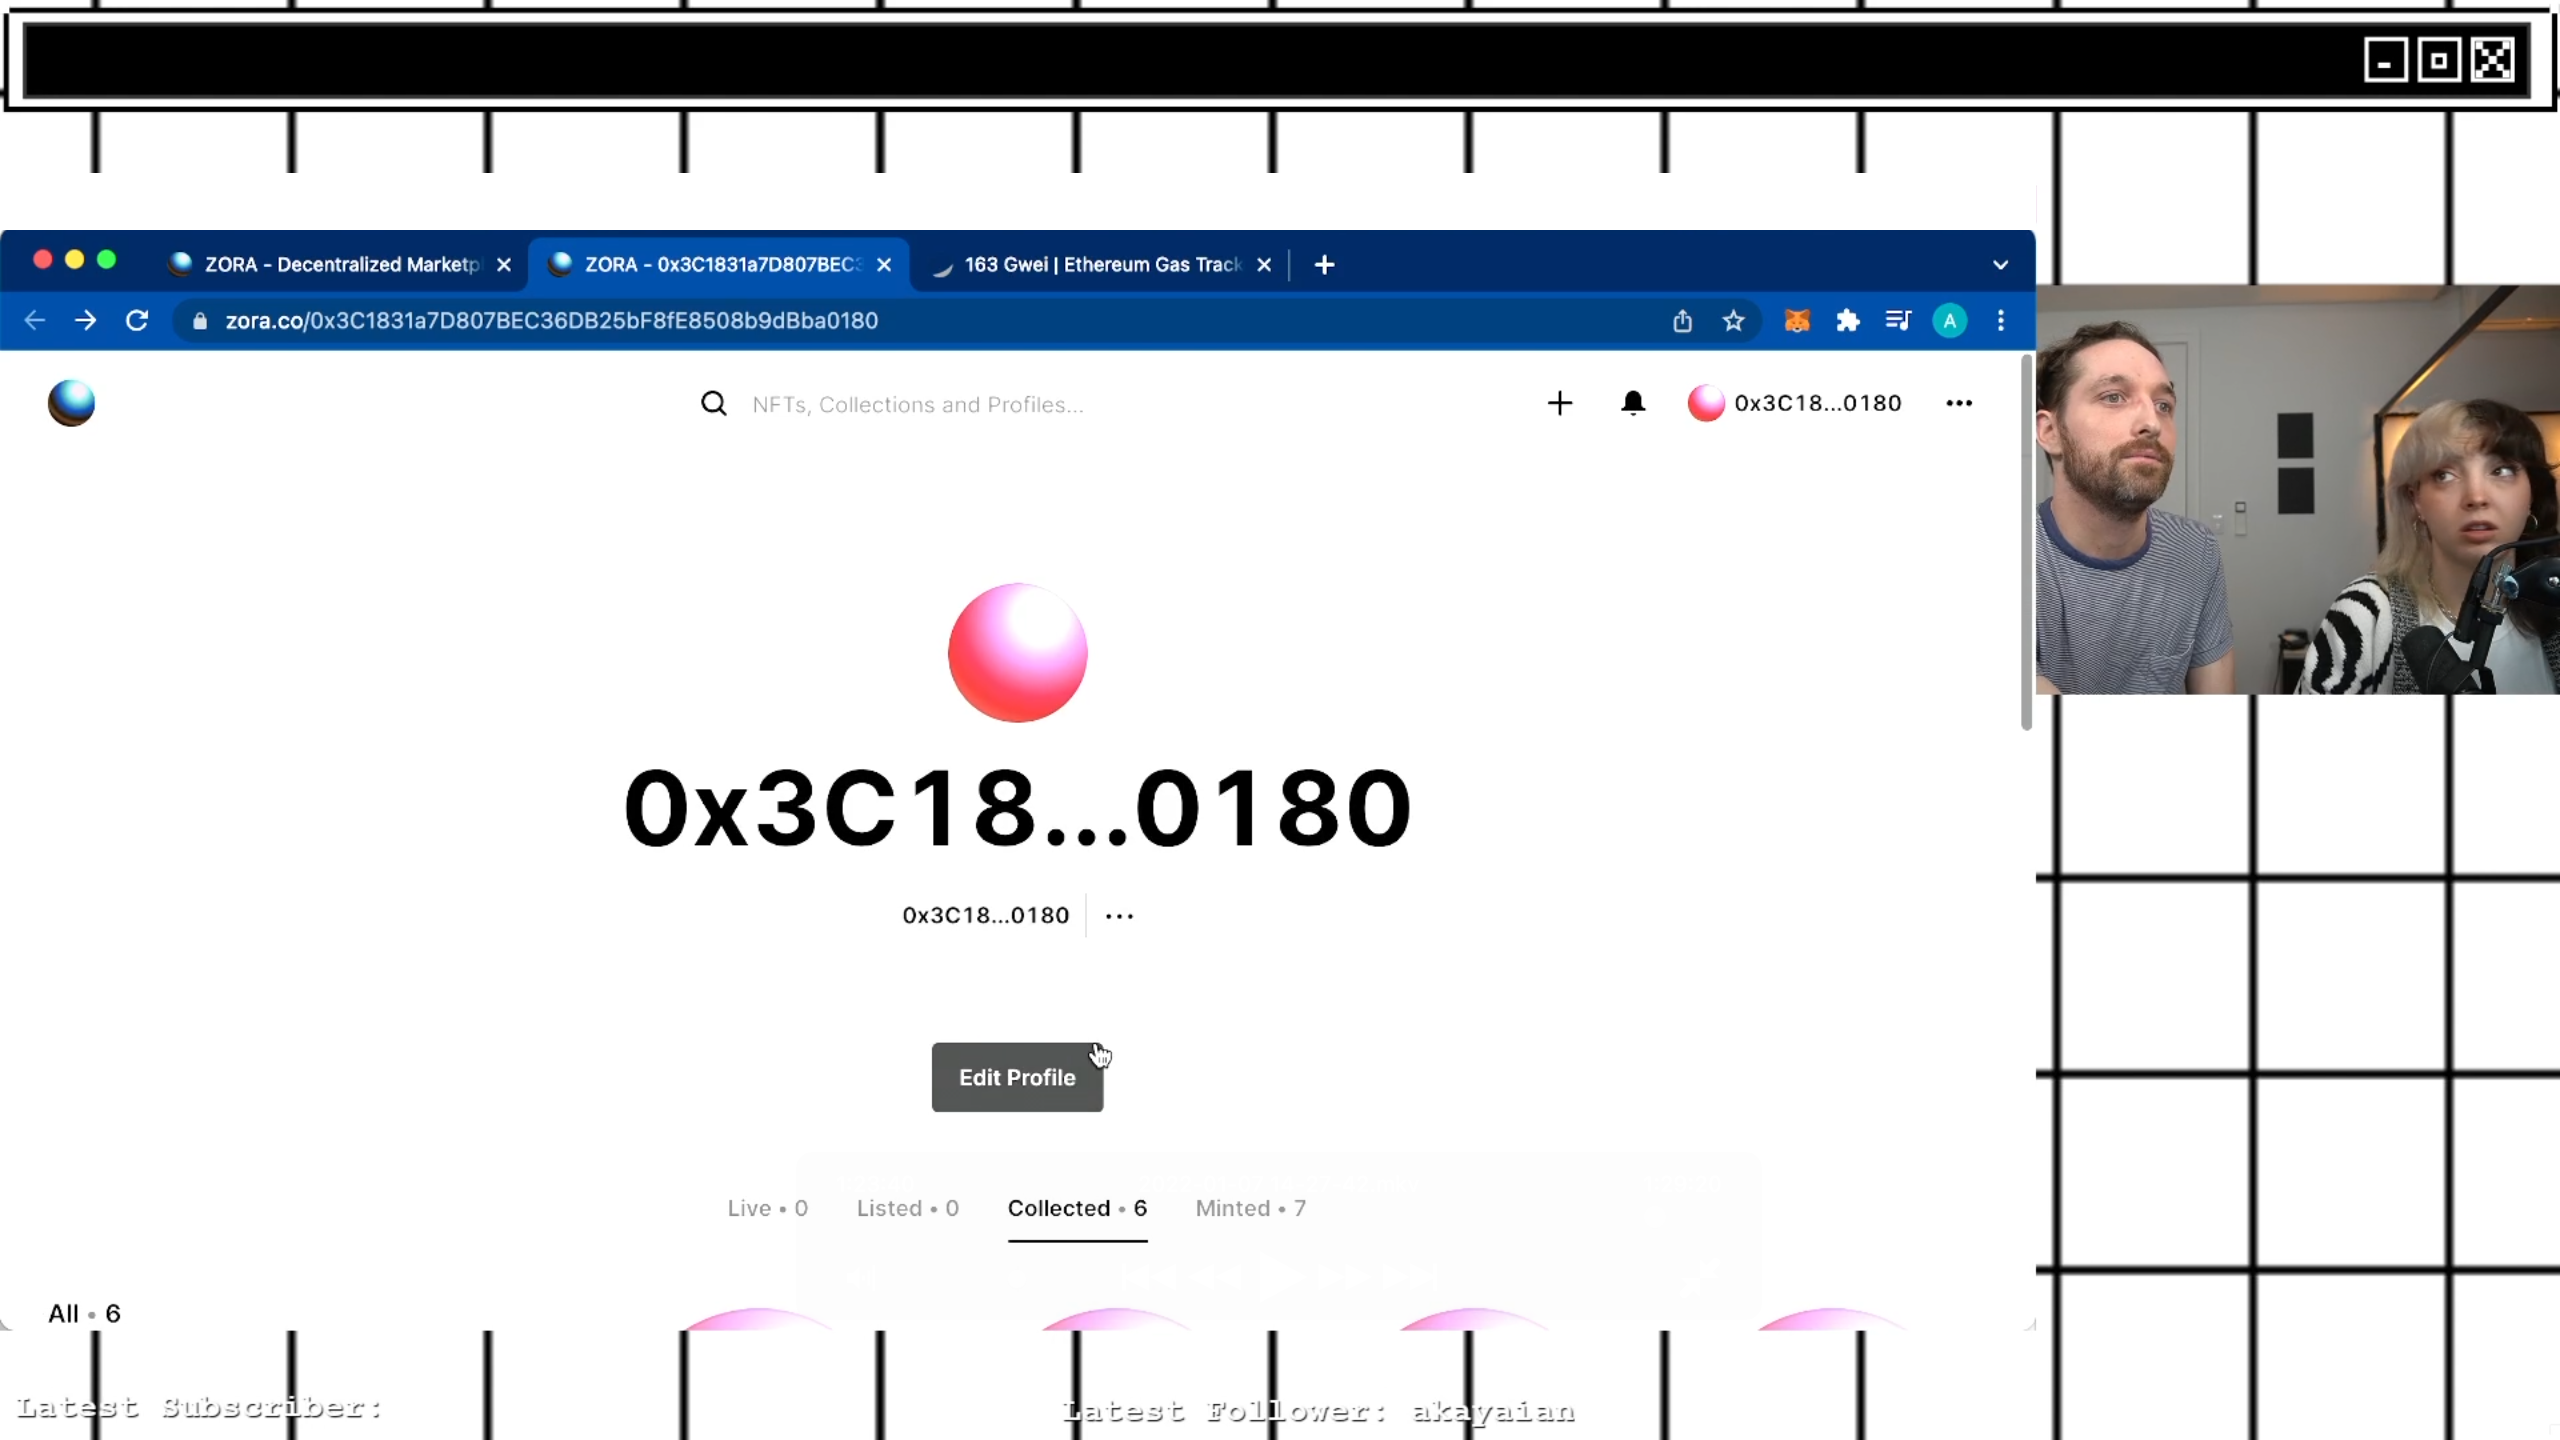 ZORA - Decentralized Marketp
ZORA - 0x3C1831a7D807BEC3
163 Gwei | Ethereum Gas Track
zora.co/0x3C1831a7D807BEC36DB25bF8fE8508b9dBba0180
A
NFTs, Collections and Profiles...
0x3C18...0180
0x3C18...0180
0x3C18...0180
Edit Profile
Live • 0
Listed • 0
Collected • 6
Minted • 7
All • 6
Latest Subscriber:
Latest Follower: akayaian